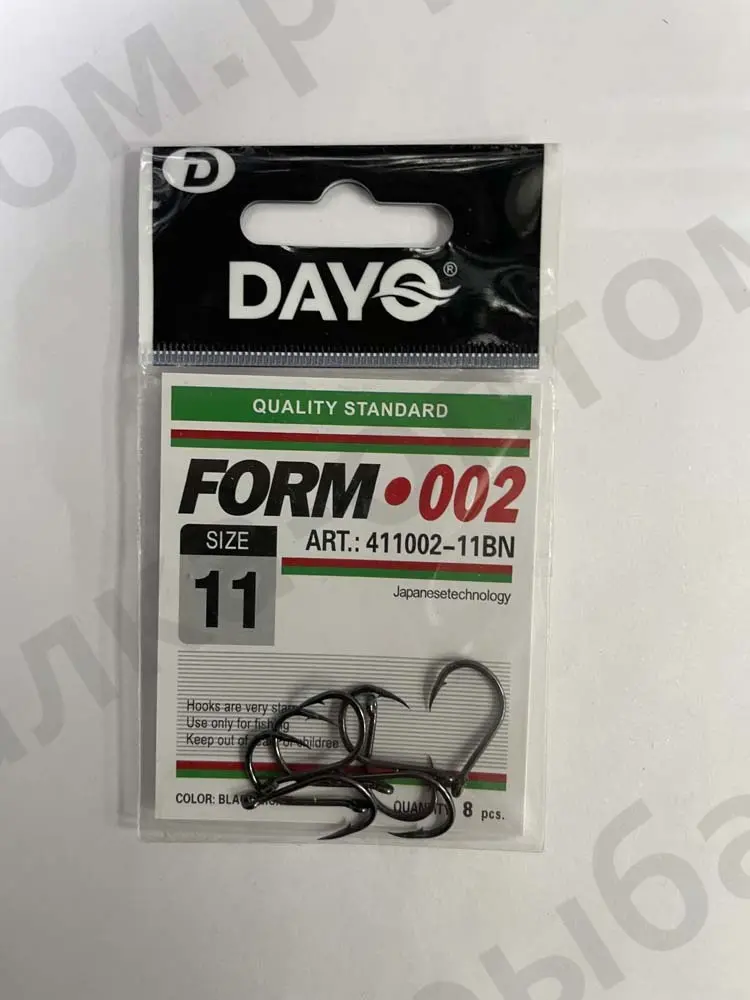 D
DAYO®
QUALITY STANDARD
FORM•002
SIZE
11
ART.: 411002-11BN
Japanesetechnology
Hooks are very
Use only for fishing
Keep out of children
COLOR:
QUANTITY 8 pcs.